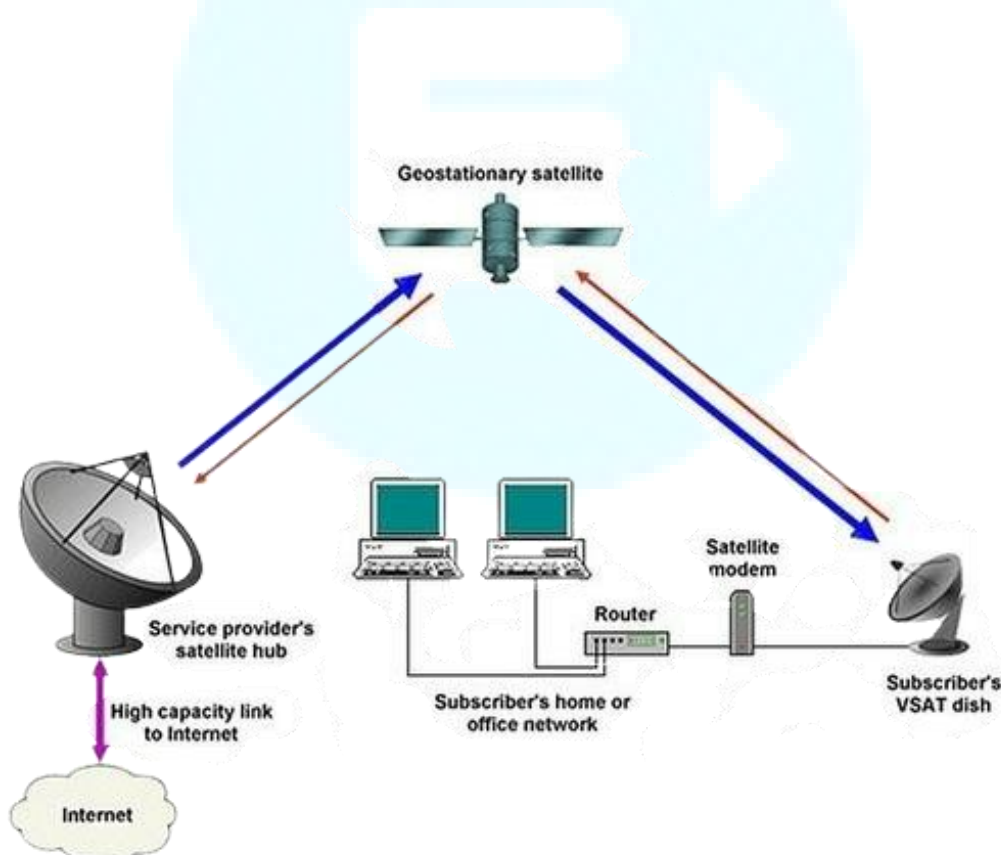 Geostationary satellite
Service provider's
satellite hub
High capacity link
to Internet
Internet
Subscriber's home or
office network
Router
Satellite
modem
Subscriber's
VSAT dish